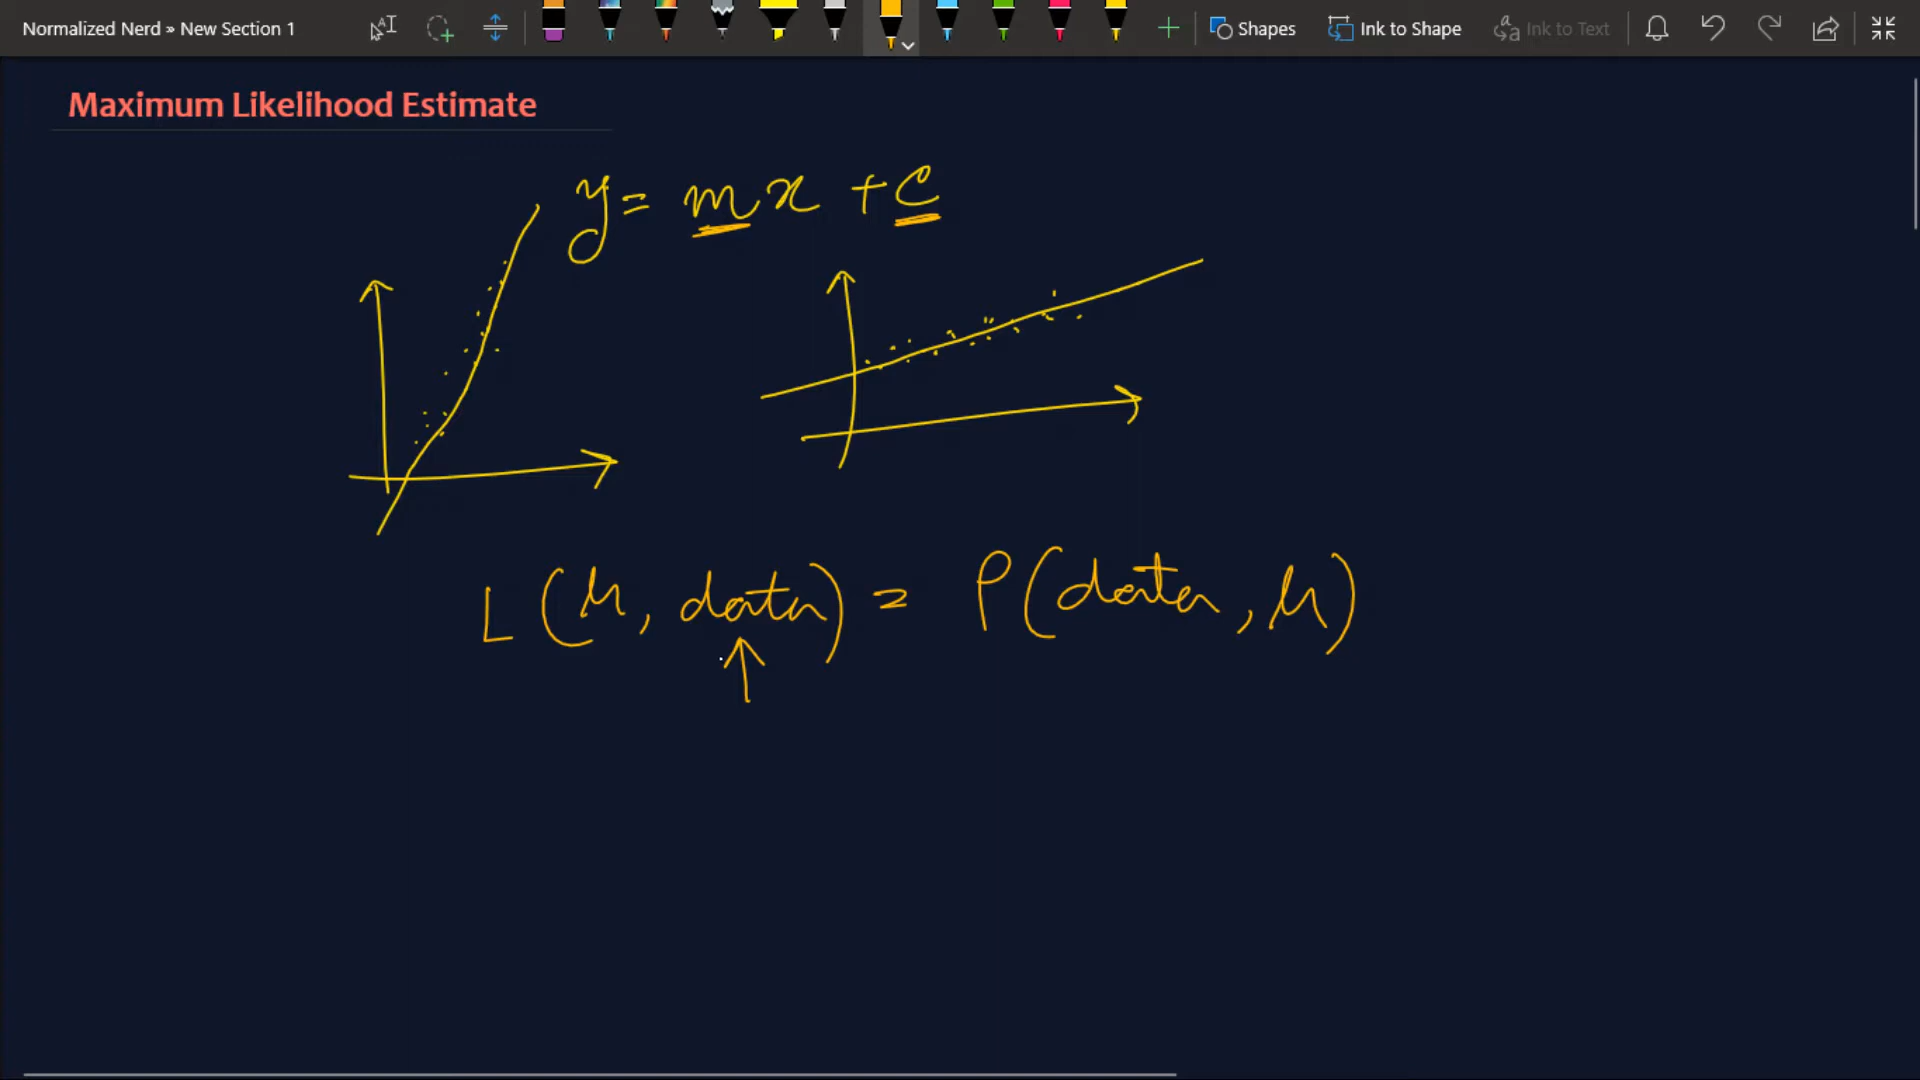 Normalized Nerd » New Section 1
Shapes
Ink to Shape
Ink to Text
Maximum Likelihood Estimate
y = mx + c
L (μ, data) = P(data, μ)